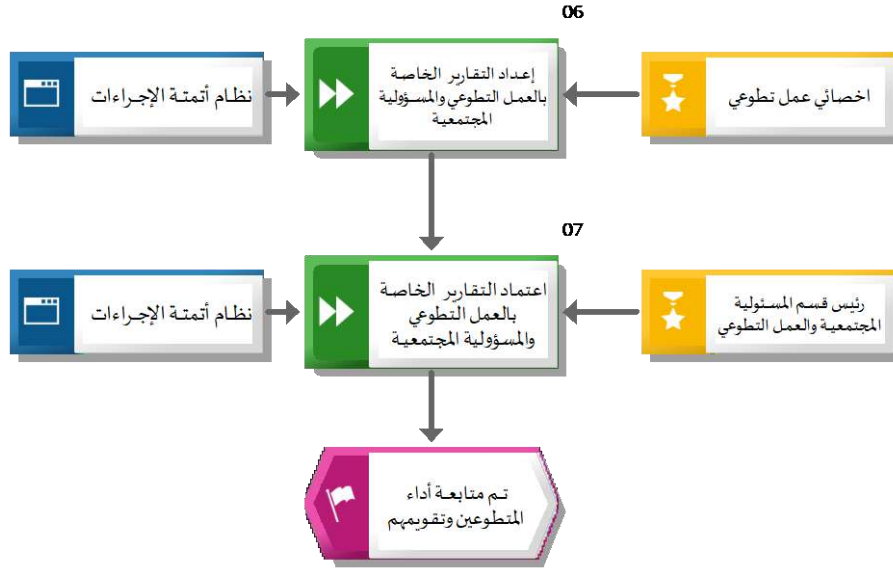 06
اخصائي عمل تطوعي
إعداد التقارير الخاصة
بالعمل التطوعي والمسؤولية
المجتمعية
نظام أتمتة الإجراءات
07
رئيس قسم المسئولية
المجتمعية والعمل التطوعي
اعتماد التقارير الخاصة
بالعمل التطوعي
والمسؤولية المجتمعية
نظام أتمتة الإجراءات
تم متابعة أداء
المتطوعين وتقويمهم